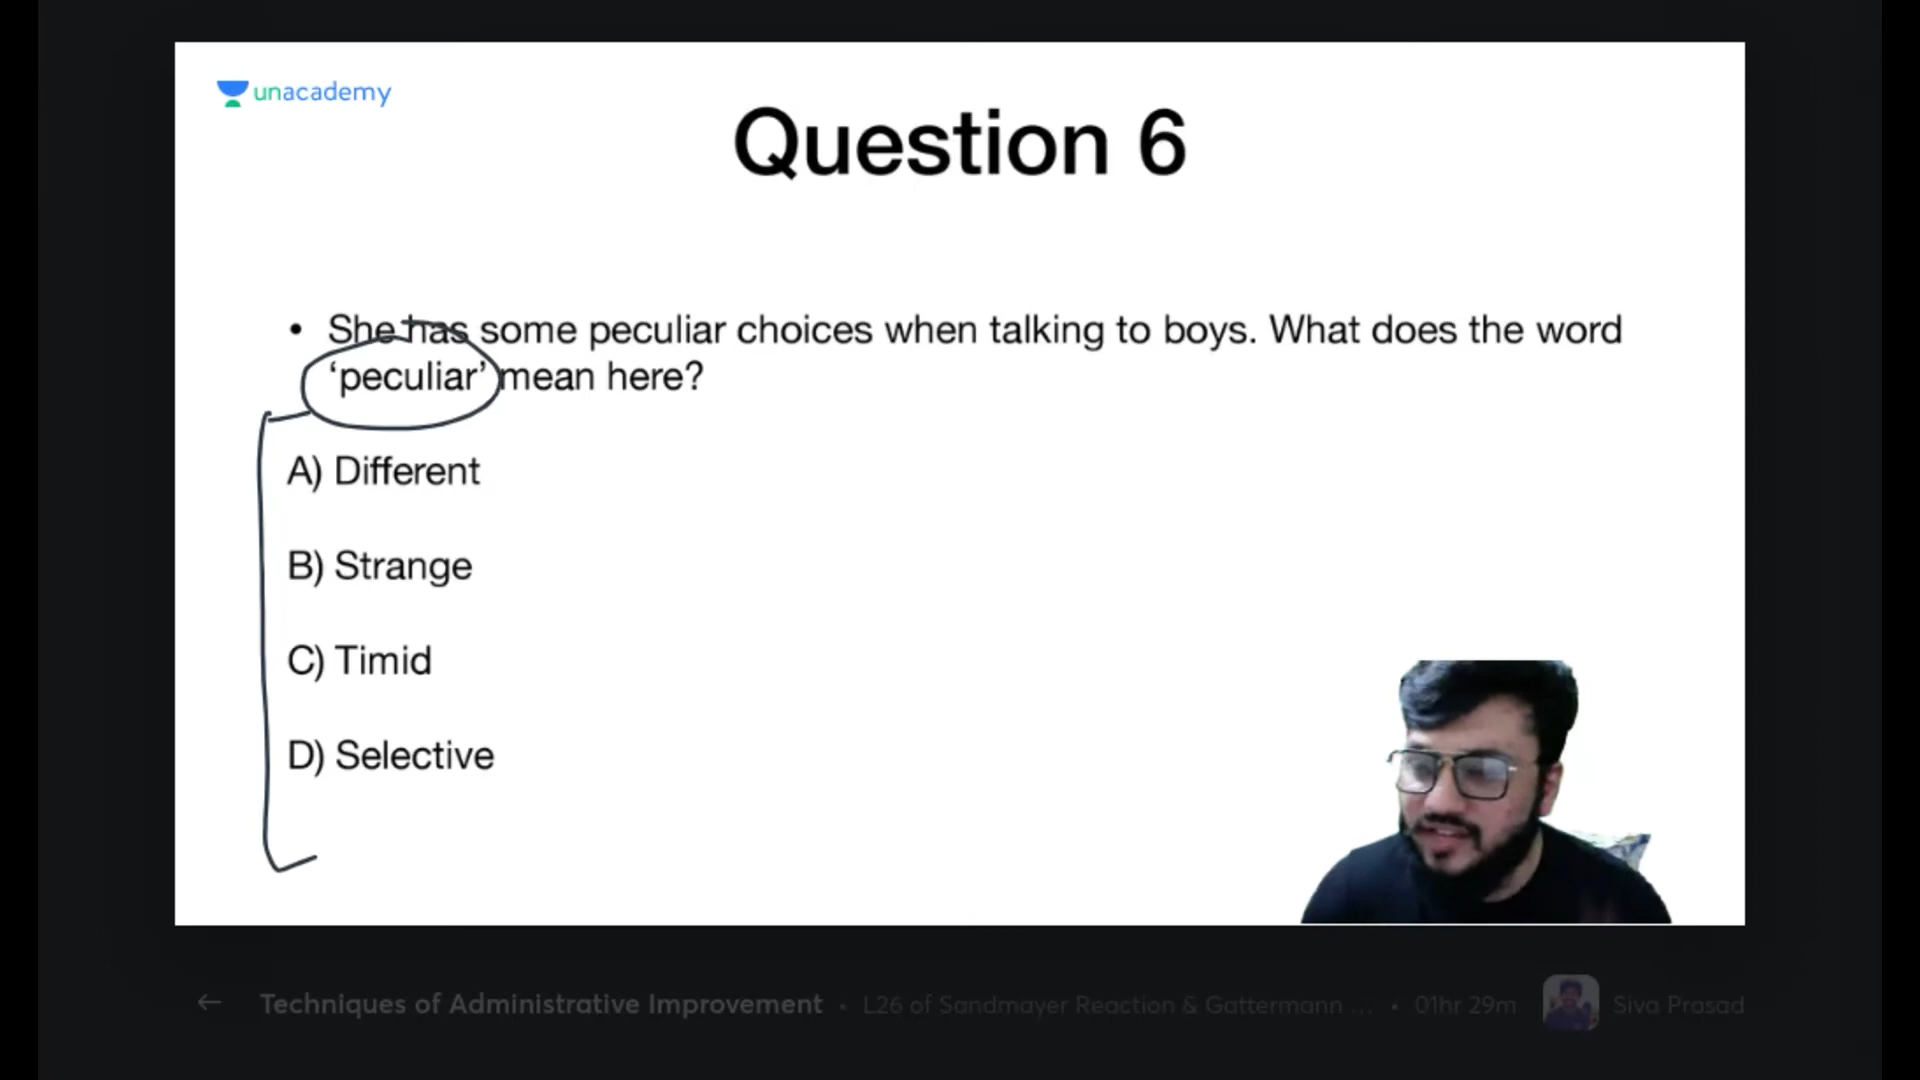 unacademy
Question 6
• She has some peculiar choices when talking to boys. What does the word
‘peculiar’ mean here?
A) Different
B) Strange
C) Timid
D) Selective
Techniques of Administrative Improvement • L26 of Sandmayer Reaction & Gattermann ... • 01hr 29m Siva Prasad